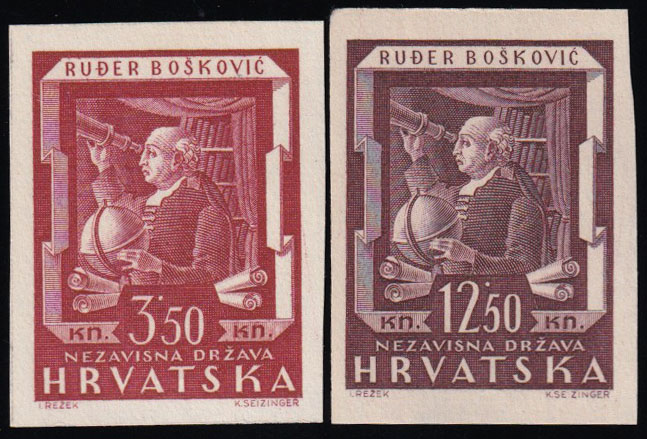 RUĐER BOŠKOVIĆ
3·50
Kn. Kn.
NEZAVISNA DRŽAVA
HRVATSKA
I. REŽEK K. SEIZINGER
RUĐER BOŠKOVIĆ
12·50
Kn. Kn.
NEZAVISNA DRŽAVA
HRVATSKA
I. REŽEK K. SEIZINGER